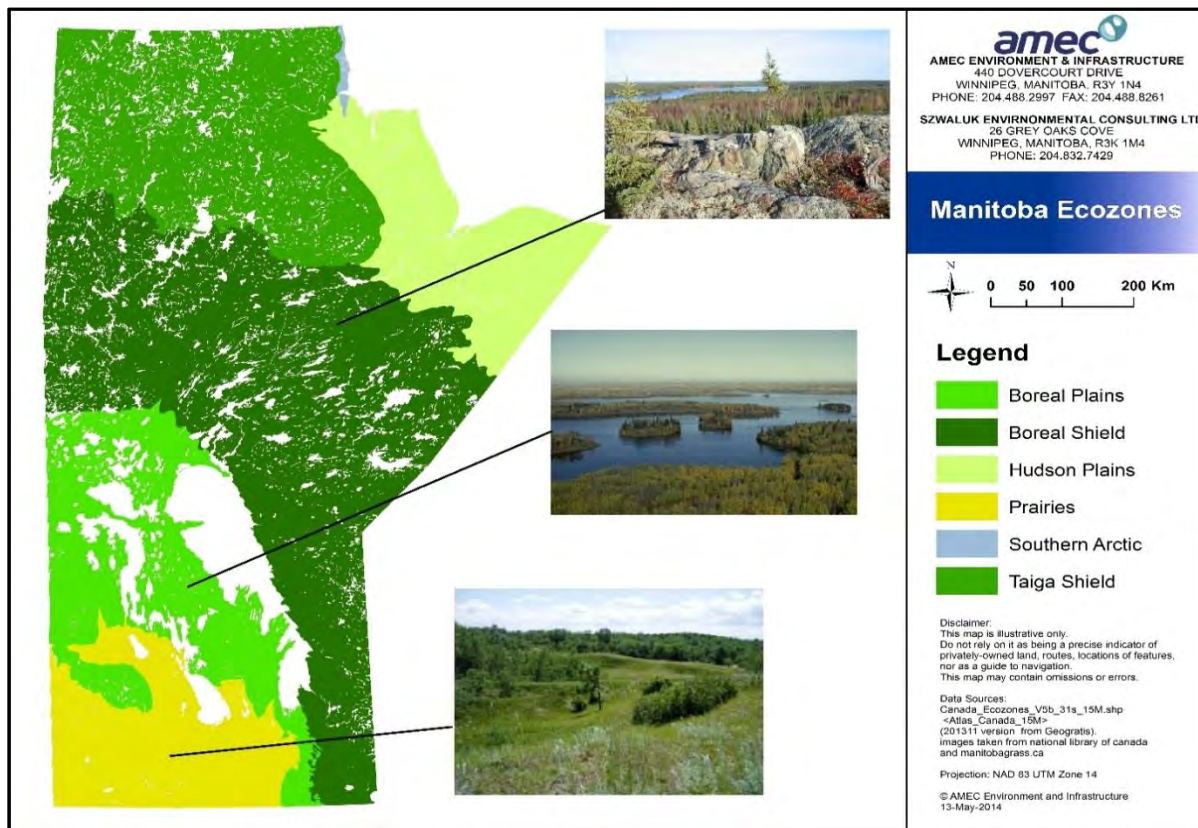 amec
AMEC ENVIRONMENT & INFRASTRUCTURE
440 DOVERCOURT DRIVE
WINNIPEG, MANITOBA, R3Y 1N4
PHONE: 204.488.2997 FAX: 204.488.8261
SZWALUK ENVIRNONMENTAL CONSULTING LTD
26 GREY OAKS COVE
WINNIPEG, MANITOBA, R3K 1M4
PHONE: 204.832.7429
Manitoba Ecozones
N
0 50 100 200 Km
Legend
Boreal Plains
Boreal Shield
Hudson Plains
Prairies
Southern Arctic
Taiga Shield
Disclaimer:
This map is illustrative only.
Do not rely on it as being a precise indicator of
privately-owned land, routes, locations of features,
nor as a guide to navigation.
This map may contain omissions or errors.
Data Sources:
Canada_Ecozones_V5b_31s_15M.shp
<Atlas_Canada_15M>
(201311 version from Geogratis).
images taken from national library of canada
and manitobagrass.ca
Projection: NAD 83 UTM Zone 14
© AMEC Environment and Infrastructure
13-May-2014